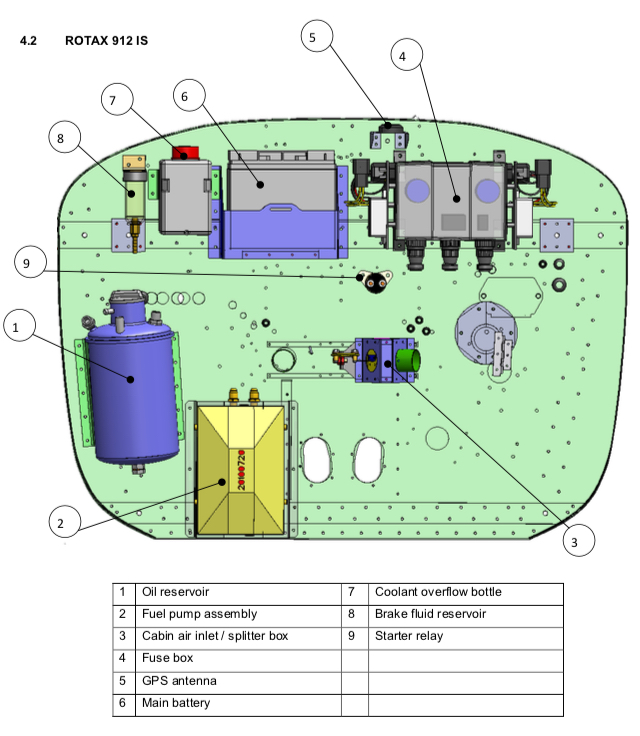 4.2 ROTAX 912 IS
5
4
7
6
8
9
1
20100720
2
3
1 Oil reservoir 7 Coolant overflow bottle
2 Fuel pump assembly 8 Brake fluid reservoir
3 Cabin air inlet / splitter box 9 Starter relay
4 Fuse box
5 GPS antenna
6 Main battery